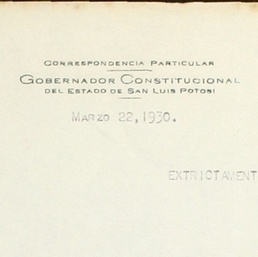 CORRESPONDENCIA PARTICULAR
GOBERNADOR CONSTITUCIONAL
DEL ESTADO DE SAN LUIS POTOSI
MARZO 22,1930.
EXTRICTAMENT